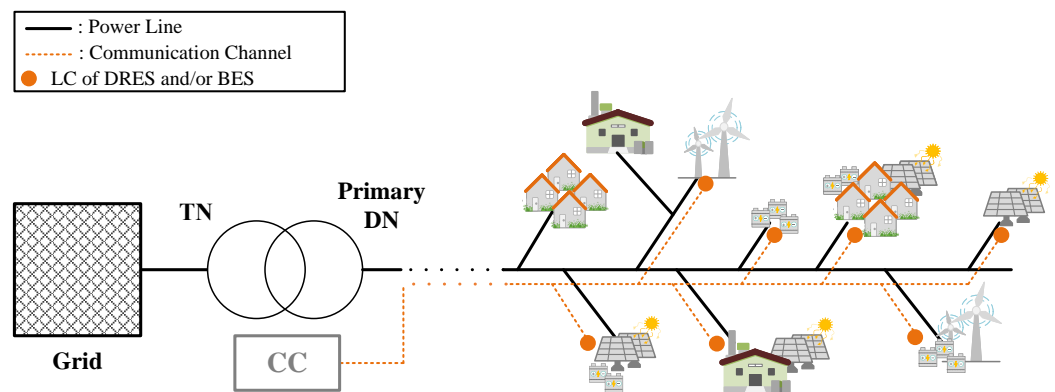 : Power Line
: Communication Channel
LC of DRES and/or BES
TN
Primary
DN
Grid
CC